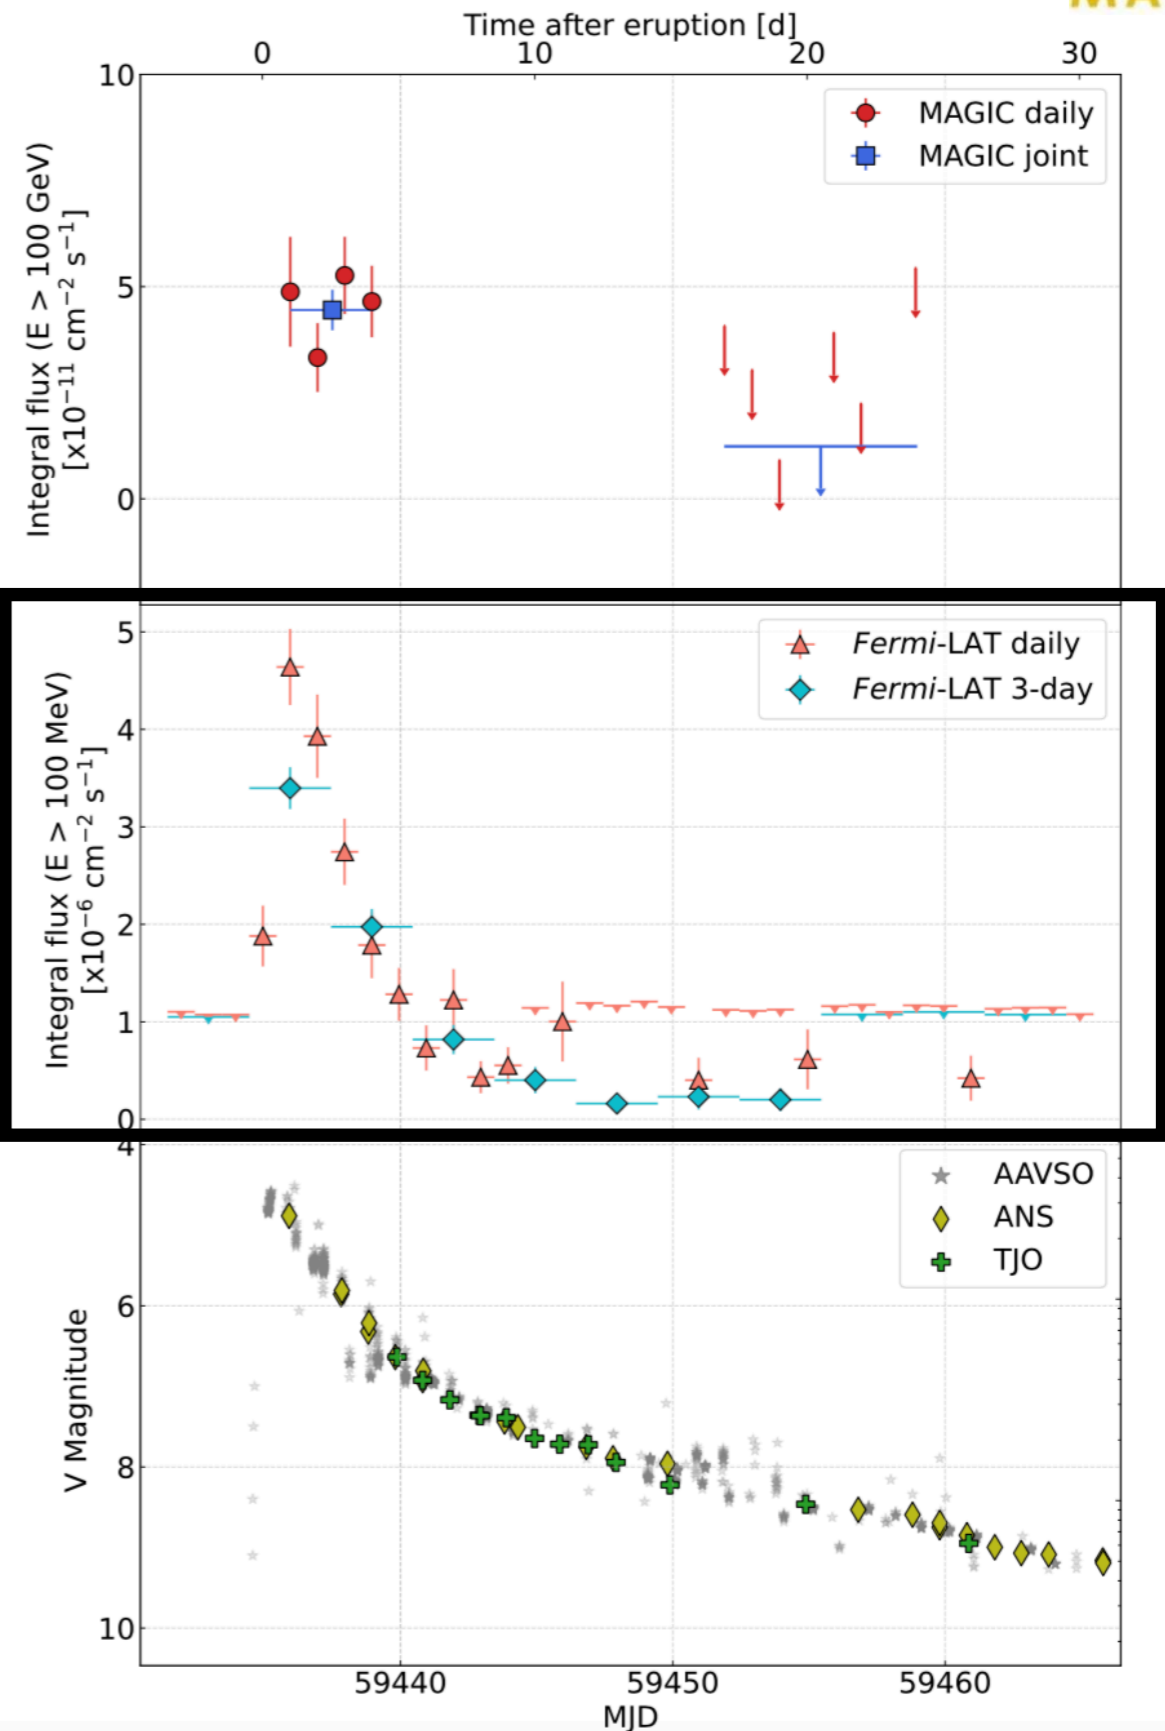 MA
Time after eruption [d]
0 10 20 30
10
5
0
Integral flux (E > 100 GeV)
[x10⁻¹¹ cm⁻² s⁻¹]
MAGIC daily
MAGIC joint
5
4
3
2
1
0
Integral flux (E > 100 MeV)
[x10⁻⁶ cm⁻² s⁻¹]
Fermi-LAT daily
Fermi-LAT 3-day
4
6
8
10
V Magnitude
AAVSO
ANS
TJO
59440 59450 59460
MJD